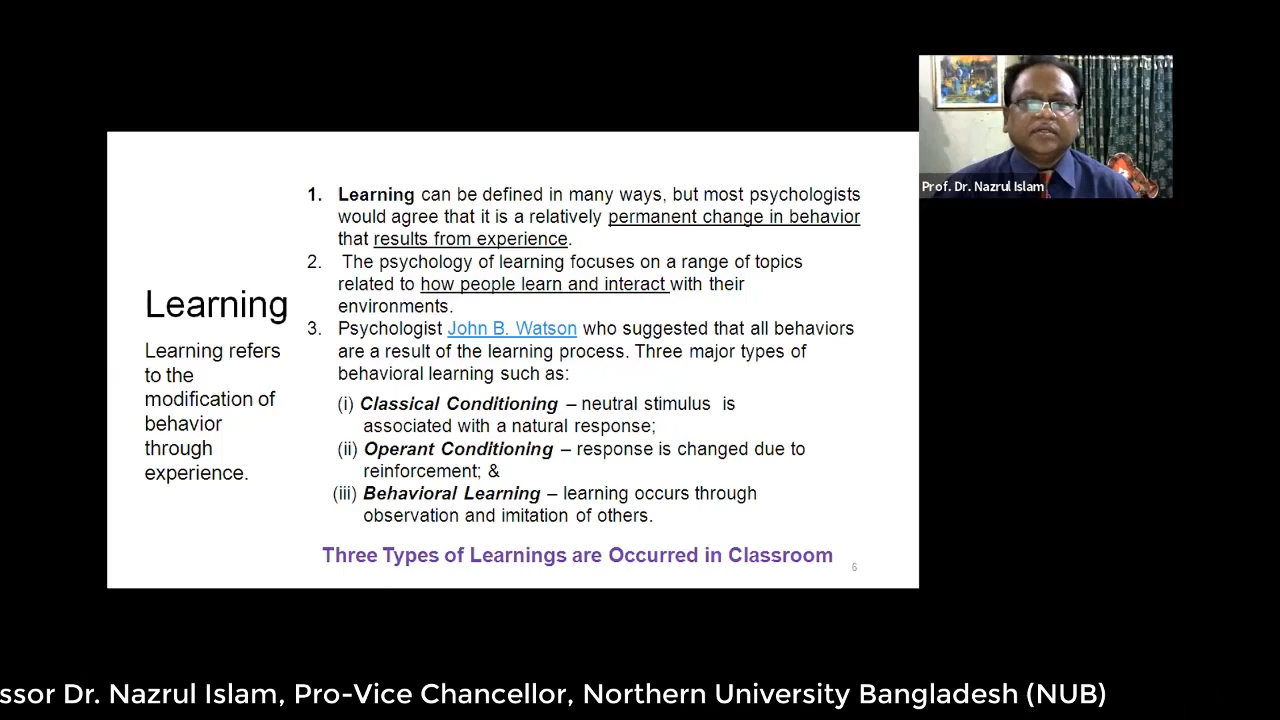 Prof. Dr. Nazrul Islam
1. Learning can be defined in many ways, but most psychologists
would agree that it is a relatively permanent change in behavior
that results from experience.
2. The psychology of learning focuses on a range of topics
related to how people learn and interact with their
environments.
3. Psychologist John B. Watson who suggested that all behaviors
are a result of the learning process. Three major types of
behavioral learning such as:
(i) Classical Conditioning – neutral stimulus is
associated with a natural response;
(ii) Operant Conditioning – response is changed due to
reinforcement; &
(iii) Behavioral Learning – learning occurs through
observation and imitation of others.
Learning
Learning refers
to the
modification of
behavior
through
experience.
Three Types of Learnings are Occurred in Classroom
6
ssor Dr. Nazrul Islam, Pro-Vice Chancellor, Northern University Bangladesh (NUB)